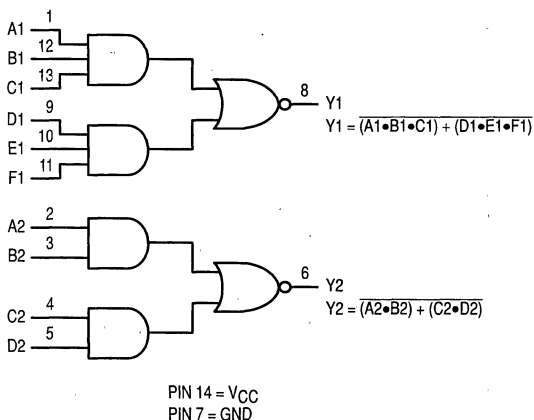 A1 1
B1 12
C1 13
D1 9
E1 10
F1 11
8 Y1
Y1 = (A1•B1•C1) + (D1•E1•F1)
A2 2
B2 3
C2 4
D2 5
6 Y2
Y2 = (A2•B2) + (C2•D2)
PIN 14 = VCC
PIN 7 = GND